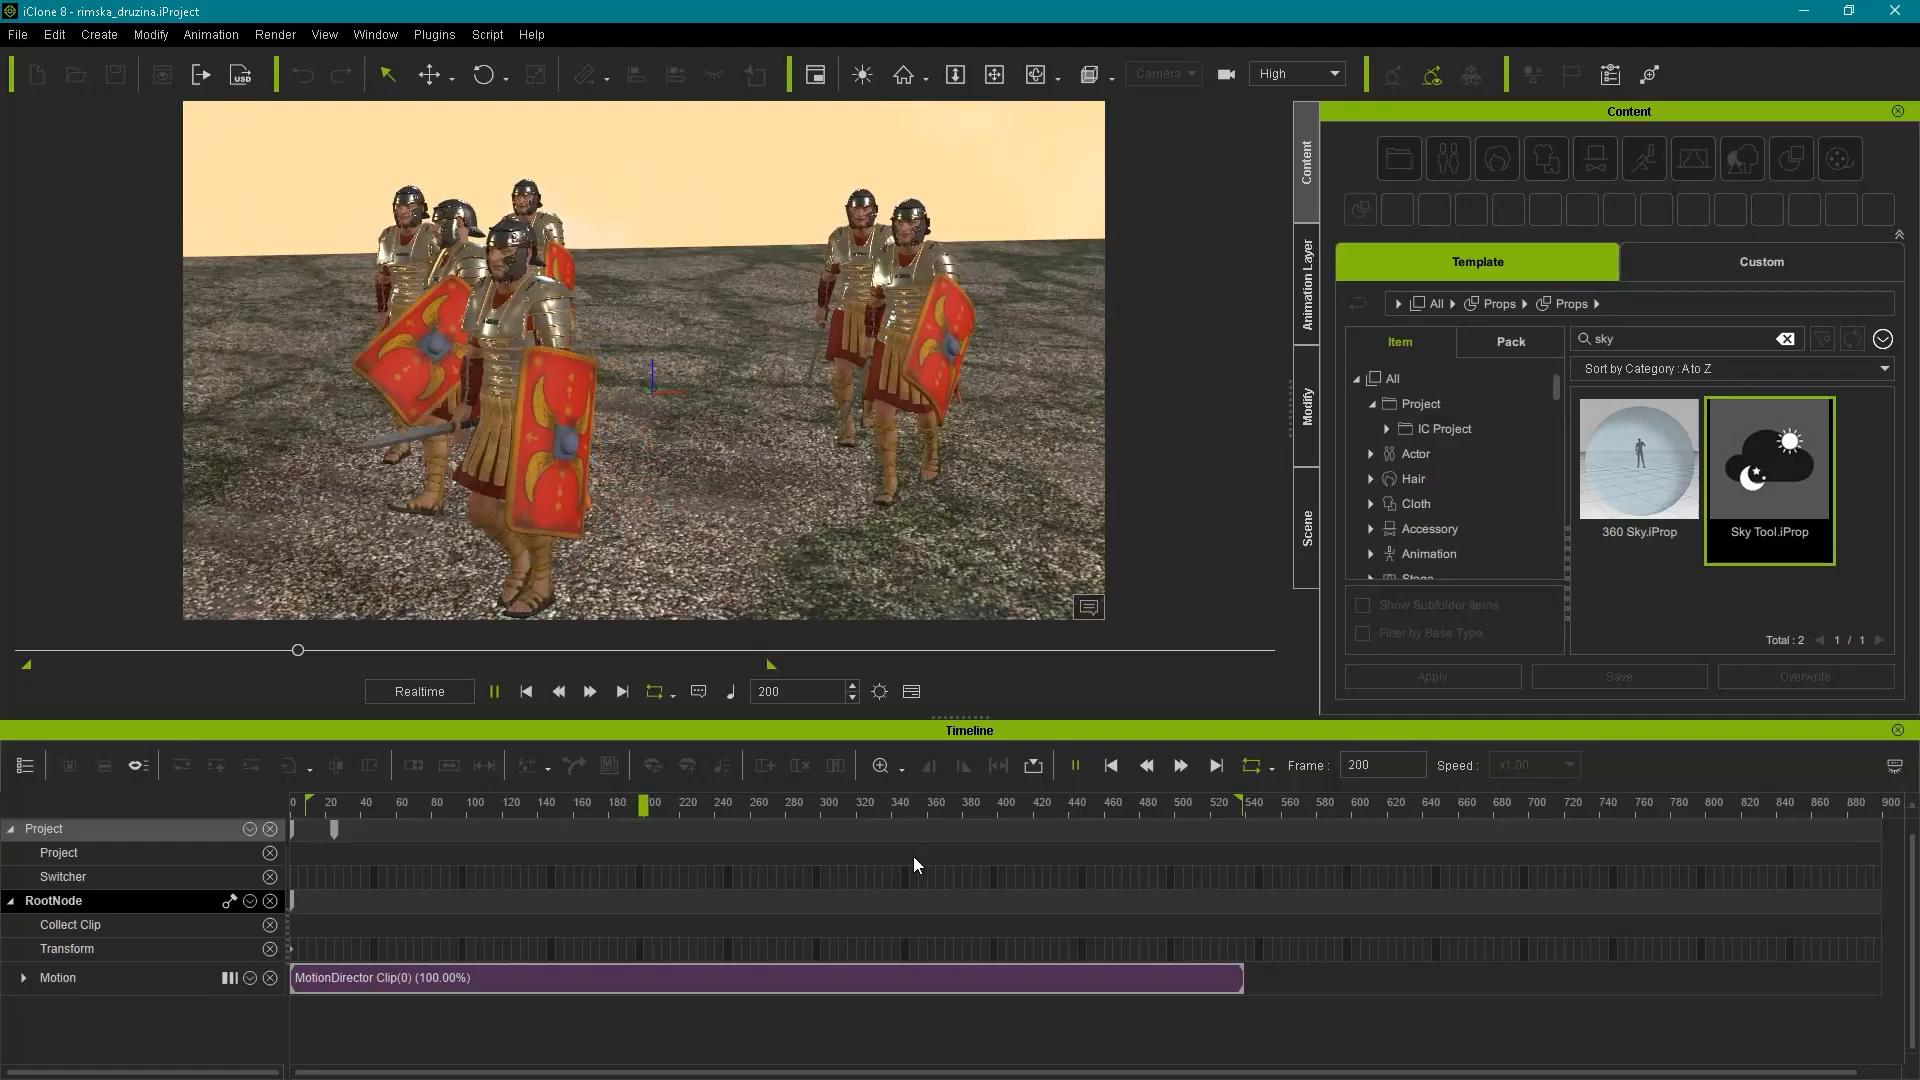 iClone 8 - rimska_druzina.iProject
File Edit Create Modify Animation Render View Window Plugins Script Help
USD
Camera
High
Content
Content
Animation Layer
Modify
Scene
Template Custom
All Props Props
Item Pack
sky
Sort by Category : A to Z
All
Project
IC Project
Actor
Hair
Cloth
Accessory
Animation
Stage
360 Sky.iProp
Sky Tool.iProp
Show Subfolder Items
Filter by Base Type
Total : 2 1 / 1
Apply Save Overwrite
Realtime
200
Timeline
Frame : 200 Speed : x1.00
0 20 40 60 80 100 120 140 160 180 00 220 240 260 280 300 320 340 360 380 400 420 440 460 480 500 520 540 560 580 600 620 640 660 680 700 720 740 760 780 800 820 840 860 880 900
Project
Project
Switcher
RootNode
Collect Clip
Transform
Motion
MotionDirector Clip(0) (100.00%)